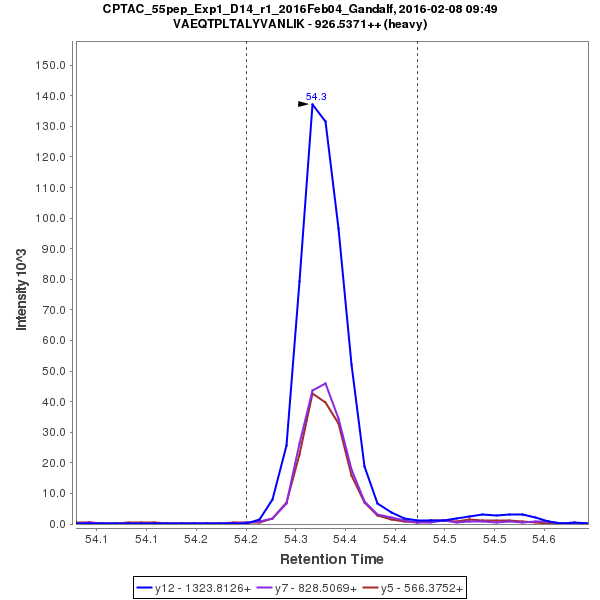 CPTAC_55pep_Exp1_D14_r1_2016Feb04_Gandalf, 2016-02-08 09:49
VAEQTPLTALYVANLIK - 926.5371++ (heavy)
54.3
150.0
140.0
130.0
120.0
110.0
100.0
90.0
80.0
70.0
60.0
50.0
40.0
30.0
20.0
10.0
0.0
Intensity 10^3
54.1 54.1 54.2 54.2 54.3 54.4 54.4 54.5 54.5 54.6
Retention Time
y12 - 1323.8126+ y7 - 828.5069+ y5 - 566.3752+